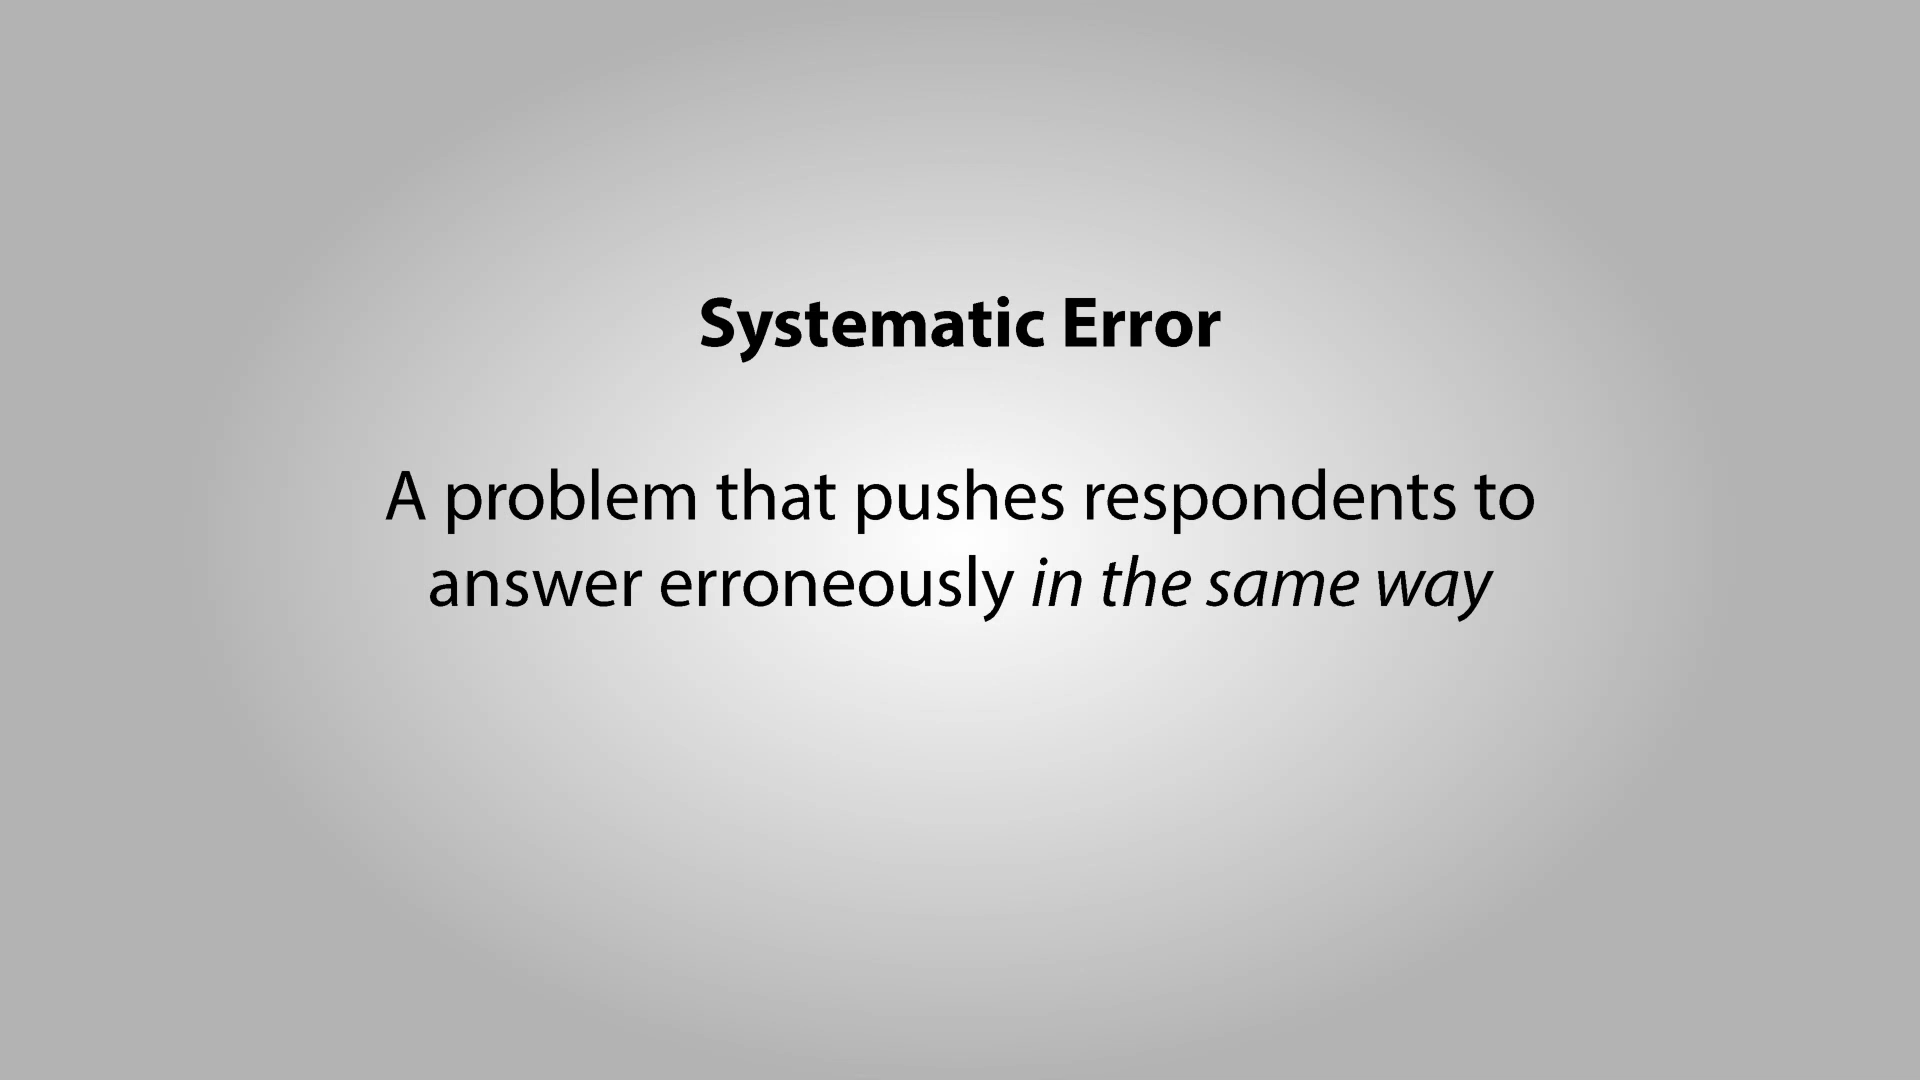 Systematic Error
A problem that pushes respondents to
answer erroneously in the same way